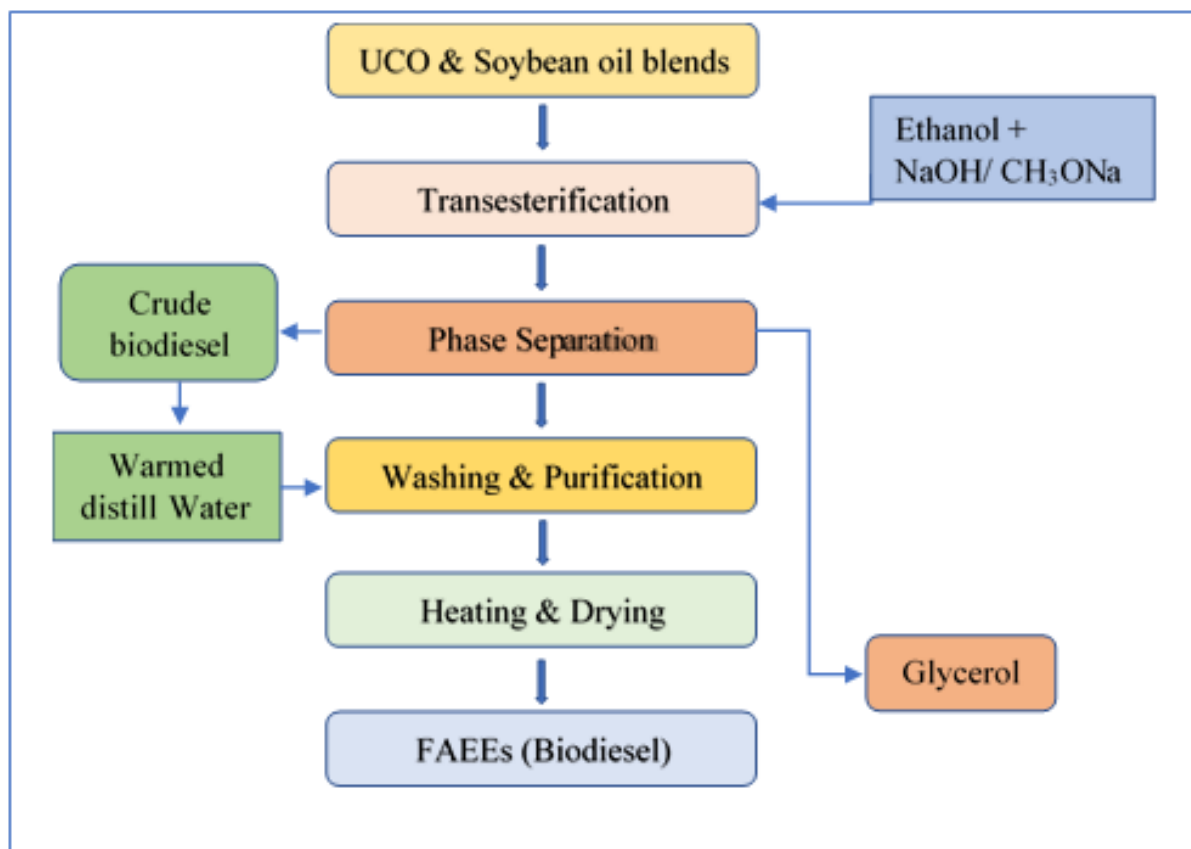 UCO & Soybean oil blends
Ethanol +
NaOH/ CH₃ONa
Transesterification
Crude
biodiesel
Phase Separation
Warmed
distill Water
Washing & Purification
Heating & Drying
Glycerol
FAEEs (Biodiesel)